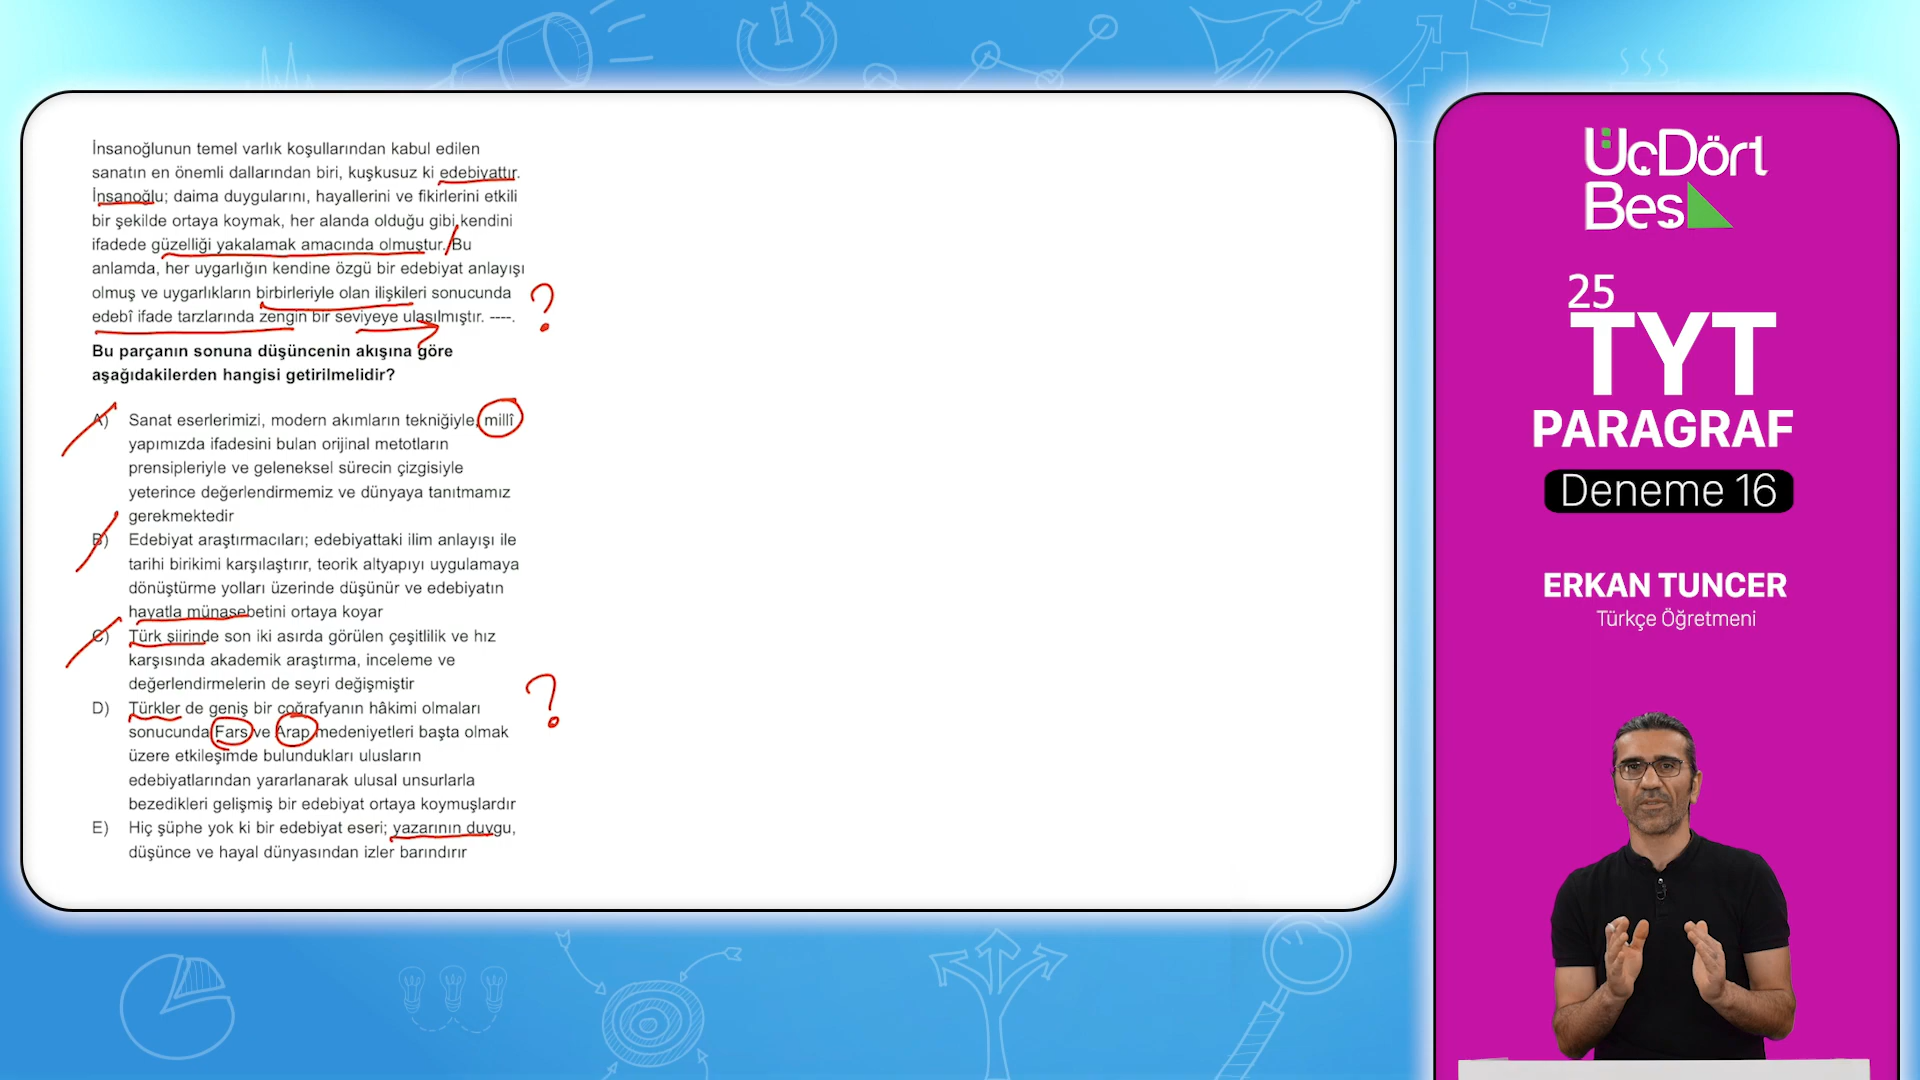 İnsanoğlunun temel varlık koşullarından kabul edilen
sanatın en önemli dallarından biri, kuşkusuz ki edebiyattır.
İnsanoğlu; daima duygularını, hayallerini ve fikirlerini etkili
bir şekilde ortaya koymak, her alanda olduğu gibi kendini
ifadede güzelliği yakalamak amacında olmuştur. Bu
anlamda, her uygarlığın kendine özgü bir edebiyat anlayışı
olmuş ve uygarlıkların birbirleriyle olan ilişkileri sonucunda
edebî ifade tarzlarında zengin bir seviyeye ulaşılmıştır. ----.
?
Bu parçanın sonuna düşüncenin akışına göre
aşağıdakilerden hangisi getirilmelidir?
A) Sanat eserlerimizi, modern akımların tekniğiyle, millî
yapımızda ifadesini bulan orijinal metotların
prensipleriyle ve geleneksel sürecin çizgisiyle
yeterince değerlendirmemiz ve dünyaya tanıtmamız
gerekmektedir
B) Edebiyat araştırmacıları; edebiyattaki ilim anlayışı ile
tarihi birikimi karşılaştırır, teorik altyapıyı uygulamaya
dönüştürme yolları üzerinde düşünür ve edebiyatın
hayatla münasebetini ortaya koyar
C) Türk şiirinde son iki asırda görülen çeşitlilik ve hız
karşısında akademik araştırma, inceleme ve
değerlendirmelerin de seyri değişmiştir
D) Türkler de geniş bir coğrafyanın hâkimi olmaları
sonucunda Fars ve Arap medeniyetleri başta olmak
üzere etkileşimde bulundukları ulusların
edebiyatlarından yararlanarak ulusal unsurlarla
bezedikleri gelişmiş bir edebiyat ortaya koymuşlardır
?
E) Hiç şüphe yok ki bir edebiyat eseri; yazarının duygu,
düşünce ve hayal dünyasından izler barındırır
ÜçDört
Beş
25
TYT
PARAGRAF
Deneme 16
ERKAN TUNCER
Türkçe Öğretmeni